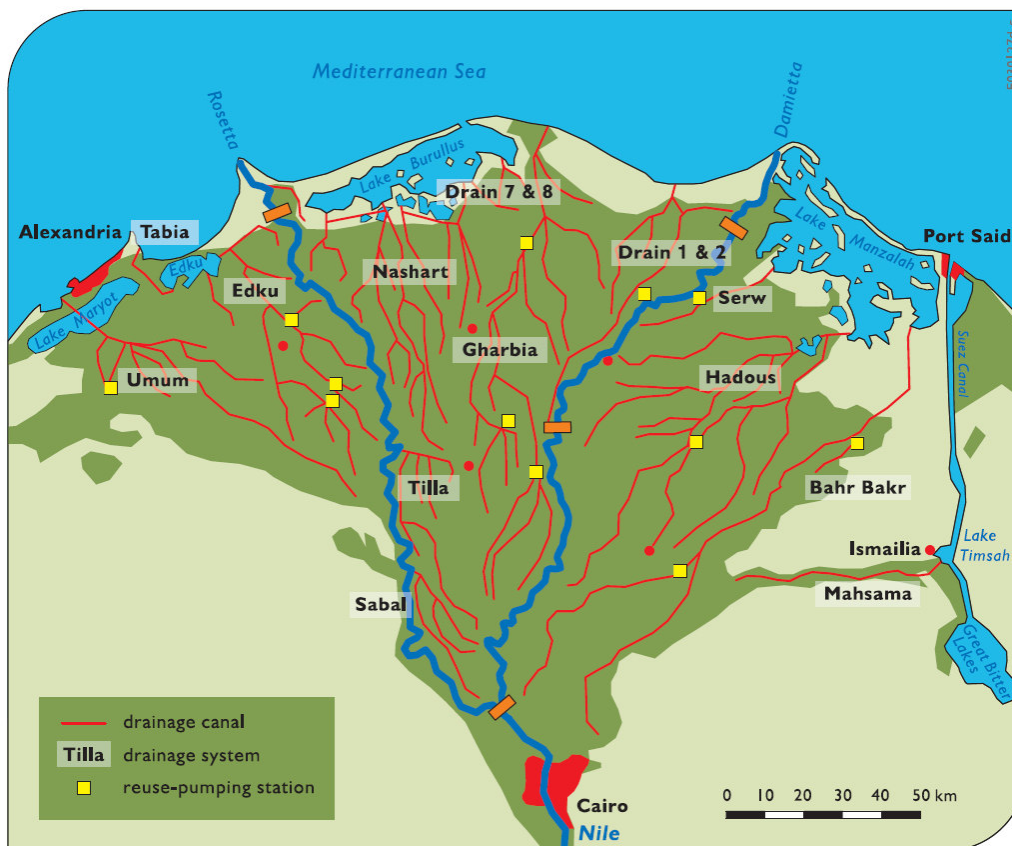 Mediterranean Sea
Rosetta
Damietta
Lake Burullus
Drain 7 & 8
Lake Manzalah
Alexandria
Tabia
Edku
Drain 1 & 2
Port Said
Nashart
Edku
Serw
Lake Maryot
Gharbia
Suez Canal
Umum
Hadous
Tilla
Bahr Bakr
Ismailia
Lake
Timsah
Mahsama
Sabal
Great Bitter
Lakes
drainage canal
Tilla drainage system
reuse-pumping station
0 10 20 30 40 50 km
Cairo
Nile